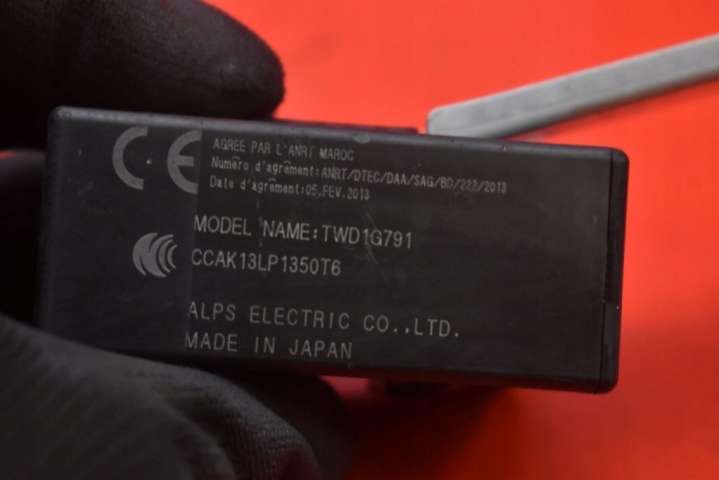 CE
AGREE PAR L'ANRT MAROC
Numéro d'agrément:ANRT/DTEC/DAA/SAG/BD/222/2013
Date d'agrément:05.FEV.2013
MODEL NAME:TWD1G791
CCAK13LP1350T6
ALPS ELECTRIC CO.,LTD.
MADE IN JAPAN